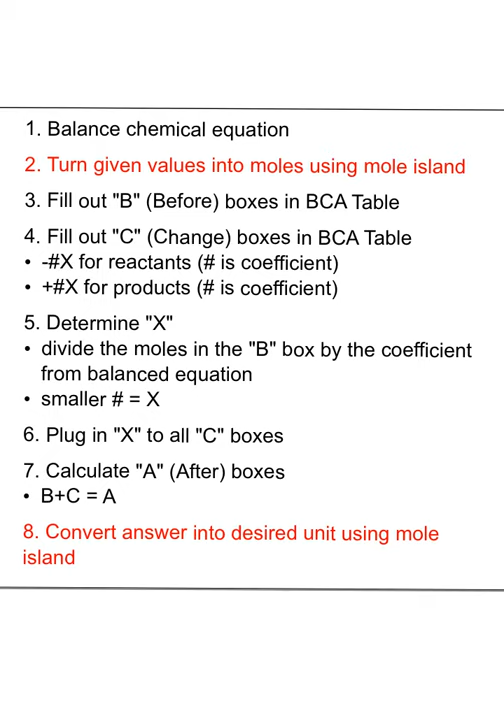 1. Balance chemical equation
2. Turn given values into moles using mole island
3. Fill out "B" (Before) boxes in BCA Table
4. Fill out "C" (Change) boxes in BCA Table
• -#X for reactants (# is coefficient)
• +#X for products (# is coefficient)
5. Determine "X"
• divide the moles in the "B" box by the coefficient
from balanced equation
• smaller # = X
6. Plug in "X" to all "C" boxes
7. Calculate "A" (After) boxes
• B+C = A
8. Convert answer into desired unit using mole
island